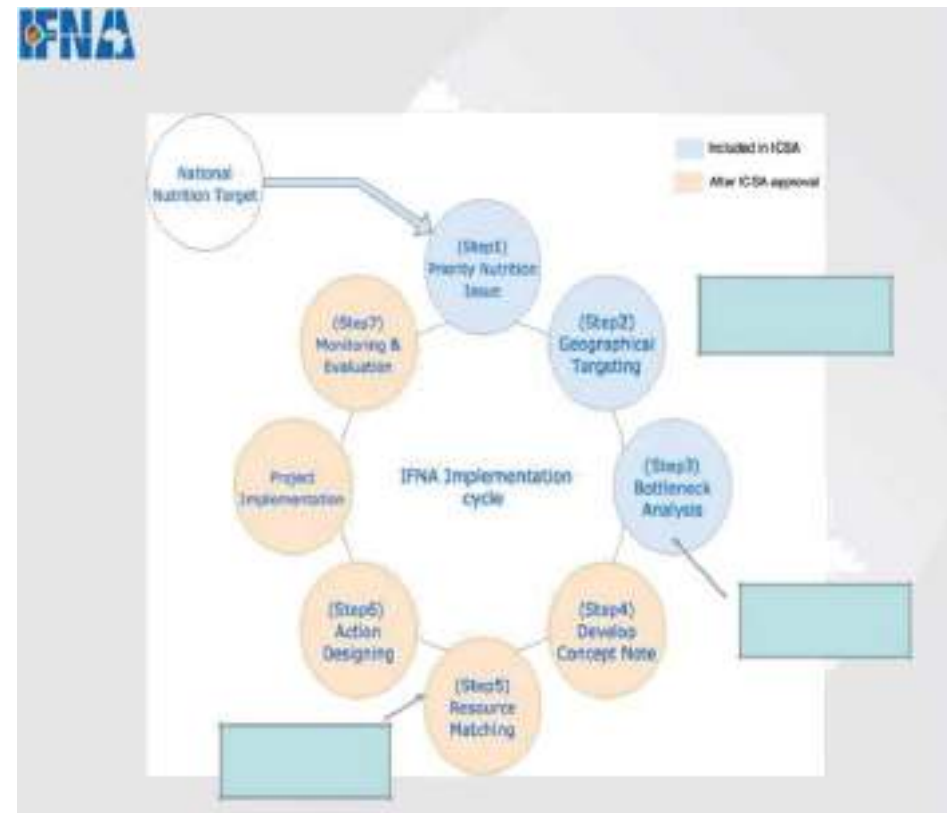 IFNA
National
Nutrition Target
Included in ICSA
After ICSA approval
(Step1)
Priority Nutrition
Issue
(Step2)
Geographical
Targeting
(Step3)
Bottleneck
Analysis
(Step4)
Develop
Concept Note
(Step5)
Resource
Matching
(Step6)
Action
Designing
Project
Implementation
(Step7)
Monitoring &
Evaluation
IFNA Implementation
cycle